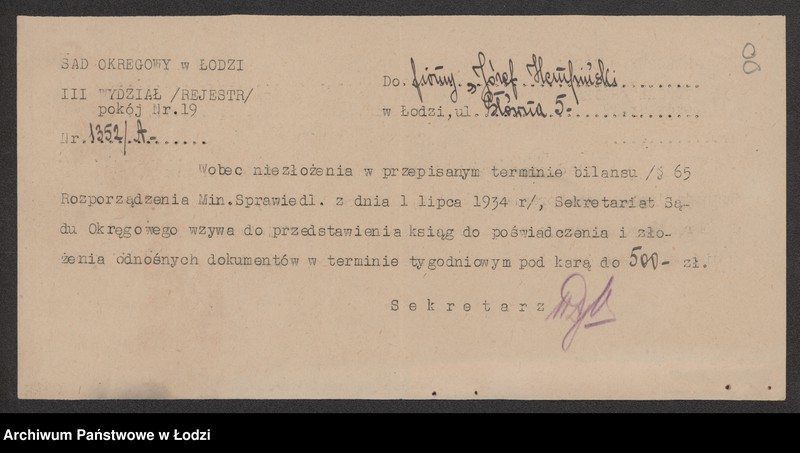 SĄD OKRĘGOWY w ŁODZI
III WYDZIAŁ /REJESTR/
pokój Nr.19
Nr. 1352/A.-.......
Do. firmy. „Józef
w Łodzi, ul. Główna 5-
8
Wobec niezłożenia w przepisanym terminie bilansu /§ 65
Rozporządzenia Min.Sprawiedl. z dnia 1 lipca 1934 r/, Sekretariat Są-
du Okręgowego wzywa do przedstawienia ksiąg do poświadczenia i zło-
żenia odnośnych dokumentów w terminie tygodniowym pod karą do 500- zł.
Sekretarz
Archiwum Państwowe w Łodzi